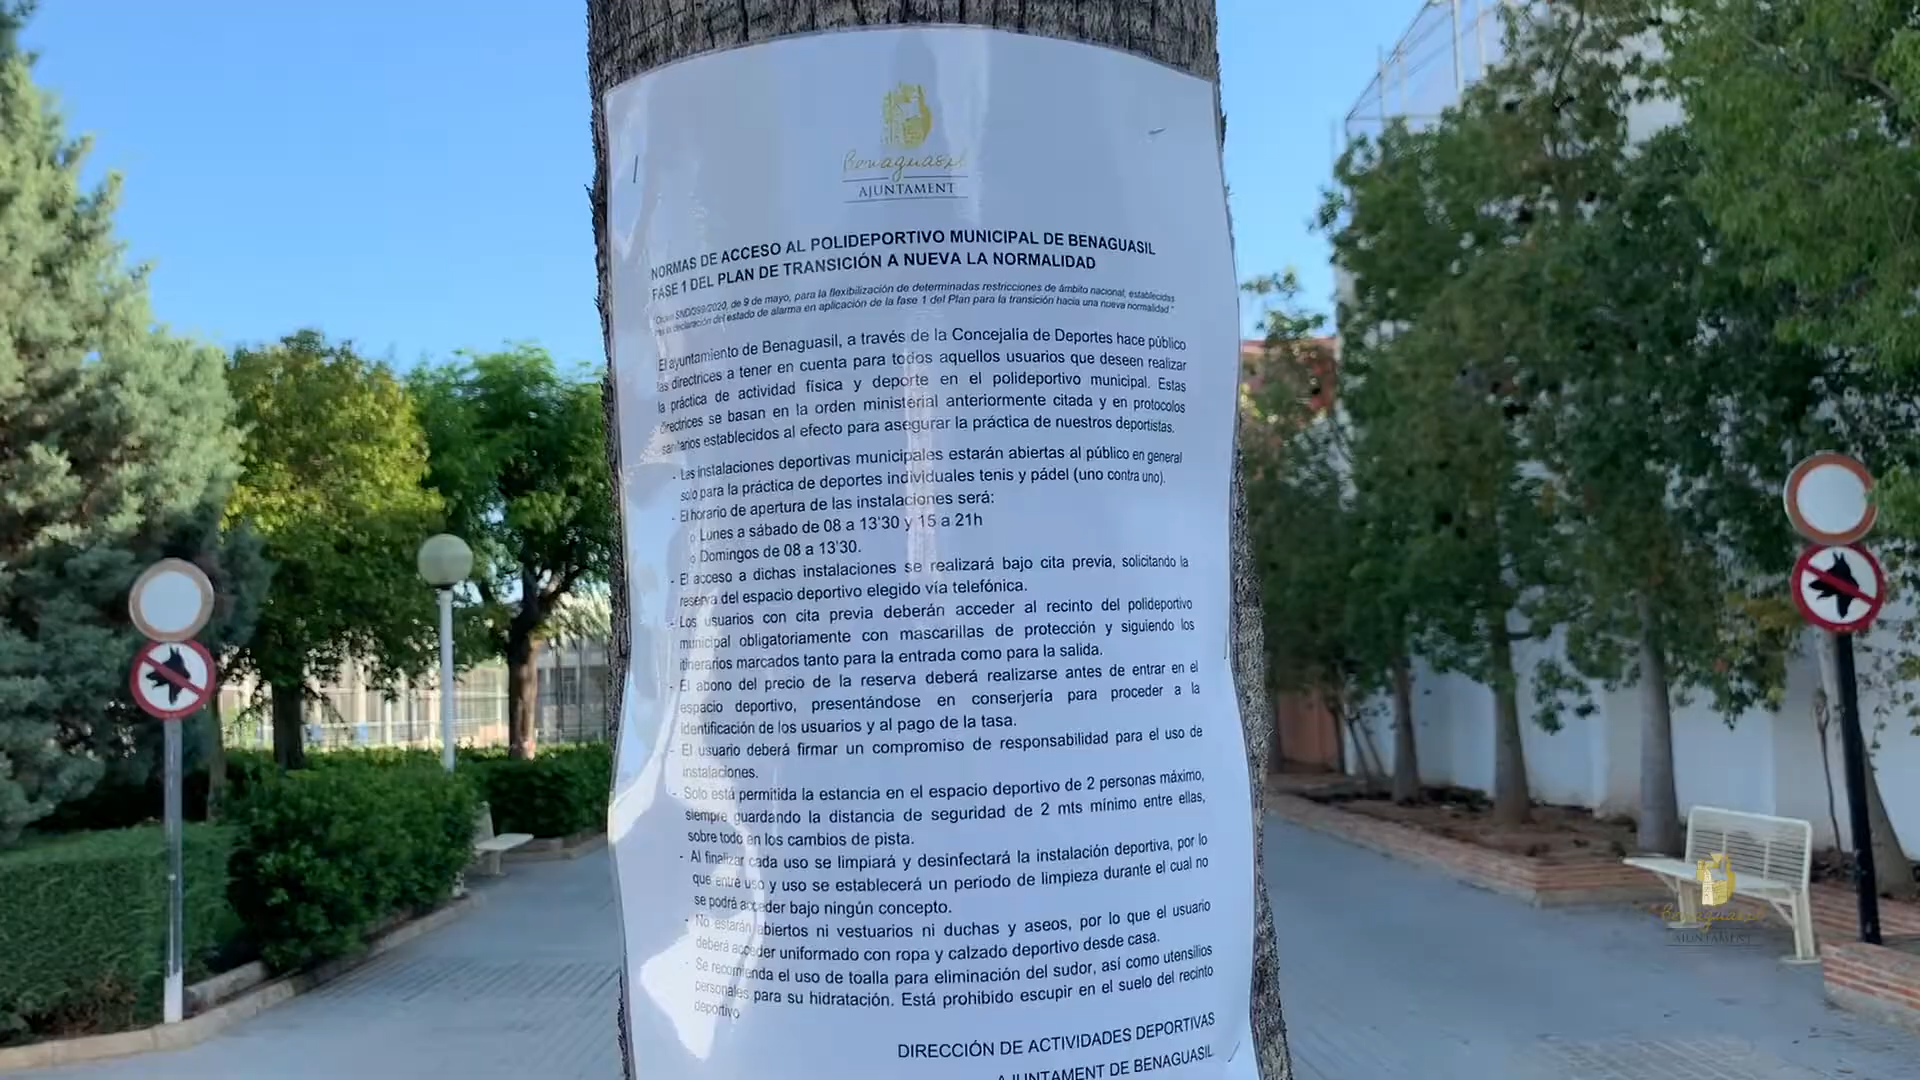 Benaguasil
AJUNTAMENT
NORMAS DE ACCESO AL POLIDEPORTIVO MUNICIPAL DE BENAGUASIL
FASE 1 DEL PLAN DE TRANSICIÓN A NUEVA LA NORMALIDAD
"Orden SND/399/2020, de 9 de mayo, para la flexibilización de determinadas restricciones de ámbito nacional, establecidas
tras la declaración del estado de alarma en aplicación de la fase 1 del Plan para la transición hacia una nueva normalidad."
El ayuntamiento de Benaguasil, a través de la Concejalía de Deportes hace público
las directrices a tener en cuenta para todos aquellos usuarios que deseen realizar
la práctica de actividad física y deporte en el polideportivo municipal. Estas
directrices se basan en la orden ministerial anteriormente citada y en protocolos
sanitarios establecidos al efecto para asegurar la práctica de nuestros deportistas.
- Las instalaciones deportivas municipales estarán abiertas al público en general
solo para la práctica de deportes individuales tenis y pádel (uno contra uno).
- El horario de apertura de las instalaciones será:
o Lunes a sábado de 08 a 13'30 y 15 a 21h
o Domingos de 08 a 13'30.
- El acceso a dichas instalaciones se realizará bajo cita previa, solicitando la
reserva del espacio deportivo elegido vía telefónica.
- Los usuarios con cita previa deberán acceder al recinto del polideportivo
municipal obligatoriamente con mascarillas de protección y siguiendo los
itinerarios marcados tanto para la entrada como para la salida.
- El abono del precio de la reserva deberá realizarse antes de entrar en el
espacio deportivo, presentándose en conserjería para proceder a la
identificación de los usuarios y al pago de la tasa.
- El usuario deberá firmar un compromiso de responsabilidad para el uso de
instalaciones.
- Solo está permitida la estancia en el espacio deportivo de 2 personas máximo,
siempre guardando la distancia de seguridad de 2 mts mínimo entre ellas,
sobre todo en los cambios de pista.
- Al finalizar cada uso se limpiará y desinfectará la instalación deportiva, por lo
que entre uso y uso se establecerá un periodo de limpieza durante el cual no
se podrá acceder bajo ningún concepto.
- No estarán abiertos ni vestuarios ni duchas y aseos, por lo que el usuario
deberá acceder uniformado con ropa y calzado deportivo desde casa.
- Se recomienda el uso de toalla para eliminación del sudor, así como utensilios
personales para su hidratación. Está prohibido escupir en el suelo del recinto
deportivo
DIRECCIÓN DE ACTIVIDADES DEPORTIVAS
AJUNTAMENT DE BENAGUASIL
Benaguasil
AJUNTAMENT